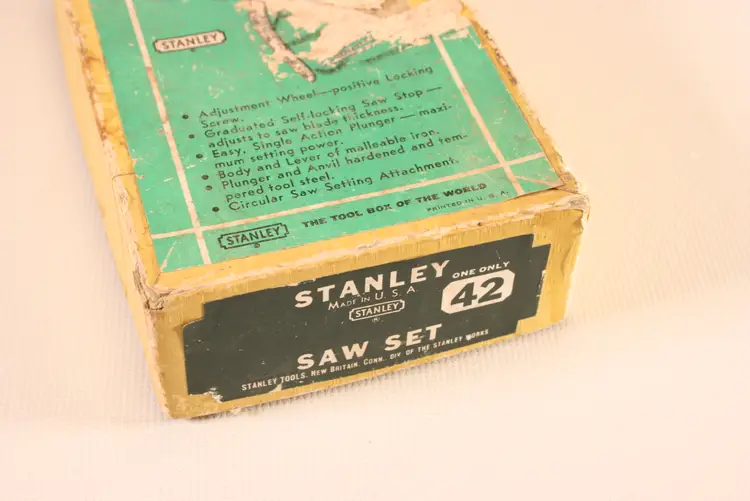 STANLEY
®
• Adjustment Wheel—positive Locking
Screw.
• Graduated Self-locking Saw Stop —
adjusts to saw blade thickness.
• Easy, Single Action Plunger — maxi-
mum setting power.
• Body and Lever of malleable iron.
• Plunger and Anvil hardened and tem-
pered tool steel.
• Circular Saw Setting Attachment.
STANLEY
®
THE TOOL BOX OF THE WORLD
PRINTED IN U. S. A.
STANLEY
MADE IN U. S. A
STANLEY
®
ONE ONLY
42
SAW SET
STANLEY TOOLS, NEW BRITAIN, CONN. DIV OF THE STANLEY WORKS